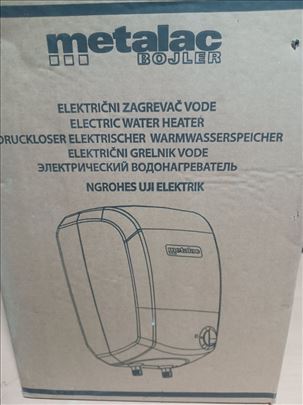 metalac
BOJLER
ELEKTRIČNI ZAGREVAČ VODE
ELECTRIC WATER HEATER
DRUCKLOSER ELEKTRISCHER WARMWASSERSPEICHER
ELEKTRIČNI GRELNIK VODE
ЭЛЕКТРИЧЕСКИЙ ВОДОНАГРЕВАТЕЛЬ
NGROHES UJI ELEKTRIK
metalac